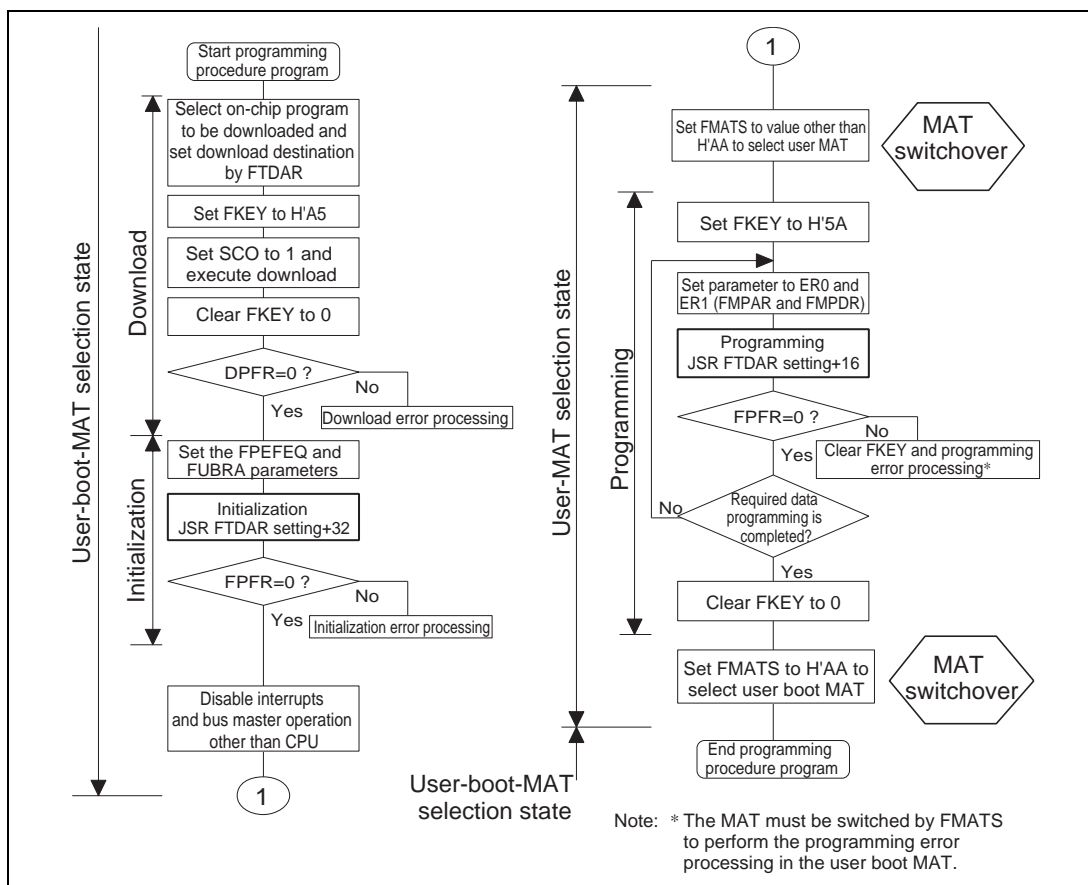 Start programming
procedure program
Select on-chip program
to be downloaded and
set download destination
by FTDAR
Set FKEY to H'A5
Set SCO to 1 and
execute download
Clear FKEY to 0
DPFR=0 ?
No
Yes
Download error processing
Set the FPEFEQ and
FUBRA parameters
Initialization
JSR FTDAR setting+32
FPFR=0 ?
No
Yes
Initialization error processing
Disable interrupts
and bus master operation
other than CPU
1
User-boot-MAT selection state
Download
Initialization
1
Set FMATS to value other than
H'AA to select user MAT
MAT
switchover
Set FKEY to H'5A
Set parameter to ER0 and
ER1 (FMPAR and FMPDR)
Programming
JSR FTDAR setting+16
FPFR=0 ?
No
Yes
Clear FKEY and programming
error processing*
Required data
programming is
completed?
No
Yes
Clear FKEY to 0
Set FMATS to H'AA to
select user boot MAT
MAT
switchover
End programming
procedure program
User-MAT selection state
Programming
User-boot-MAT
selection state
Note: * The MAT must be switched by FMATS
to perform the programming error
processing in the user boot MAT.